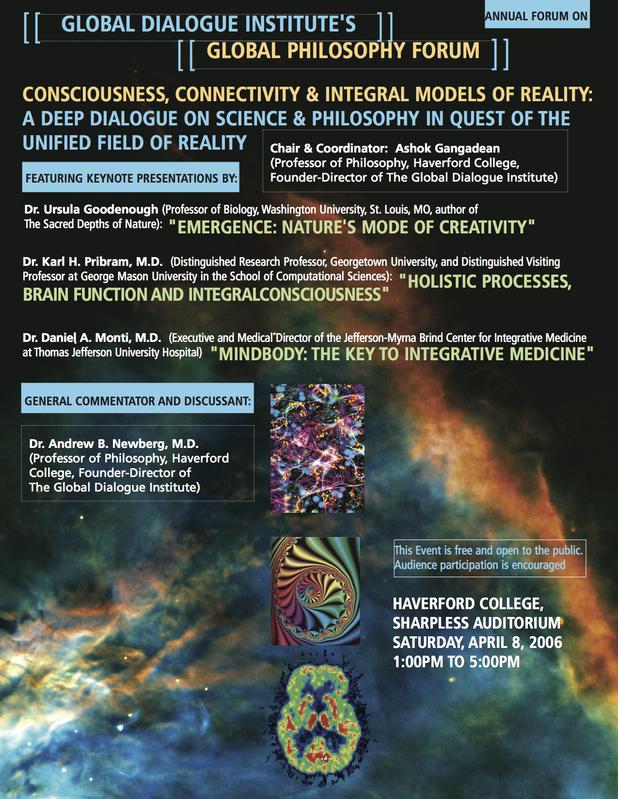 [[ GLOBAL DIALOGUE INSTITUTE'S ]]
ANNUAL FORUM ON
[[ GLOBAL PHILOSOPHY FORUM ]]
CONSCIOUSNESS, CONNECTIVITY & INTEGRAL MODELS OF REALITY:
A DEEP DIALOGUE ON SCIENCE & PHILOSOPHY IN QUEST OF THE
UNIFIED FIELD OF REALITY
Chair & Coordinator: Ashok Gangadean
(Professor of Philosophy, Haverford College,
Founder-Director of The Global Dialogue Institute)
FEATURING KEYNOTE PRESENTATIONS BY:
Dr. Ursula Goodenough (Professor of Biology, Washington University, St. Louis, MO, author of
The Sacred Depths of Nature): "EMERGENCE: NATURE'S MODE OF CREATIVITY"
Dr. Karl H. Pribram, M.D. (Distinguished Research Professor, Georgetown University, and Distinguished Visiting
Professor at George Mason University in the School of Computational Sciences): "HOLISTIC PROCESSES,
BRAIN FUNCTION AND INTEGRALCONSCIOUSNESS"
Dr. Daniel A. Monti, M.D. (Executive and Medical Director of the Jefferson-Myrna Brind Center for Integrative Medicine
at Thomas Jefferson University Hospital) "MINDBODY: THE KEY TO INTEGRATIVE MEDICINE"
GENERAL COMMENTATOR AND DISCUSSANT:
Dr. Andrew B. Newberg, M.D.
(Professor of Philosophy, Haverford
College, Founder-Director of
The Global Dialogue Institute)
This Event is free and open to the public.
Audience participation is encouraged
HAVERFORD COLLEGE,
SHARPLESS AUDITORIUM
SATURDAY, APRIL 8, 2006
1:00PM TO 5:00PM